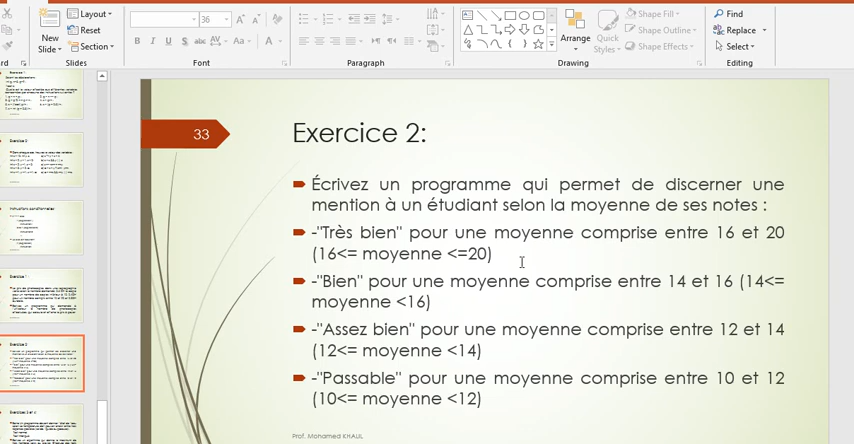 Layout
Reset
Section
New
Slide
Slides
36
B I U S abc AV Aa A
Font
Paragraph
Arrange
Quick
Styles
Shape Fill
Shape Outline
Shape Effects
Drawing
Find
Replace
Select
Editing
33
Exercice 2:
Écrivez un programme qui permet de discerner une
mention à un étudiant selon la moyenne de ses notes :
-"Très bien" pour une moyenne comprise entre 16 et 20
(16<= moyenne <=20)
-"Bien" pour une moyenne comprise entre 14 et 16 (14<=
moyenne <16)
-"Assez bien" pour une moyenne comprise entre 12 et 14
(12<= moyenne <14)
-"Passable" pour une moyenne comprise entre 10 et 12
(10<= moyenne <12)
Prof. Mohamed KHALIL